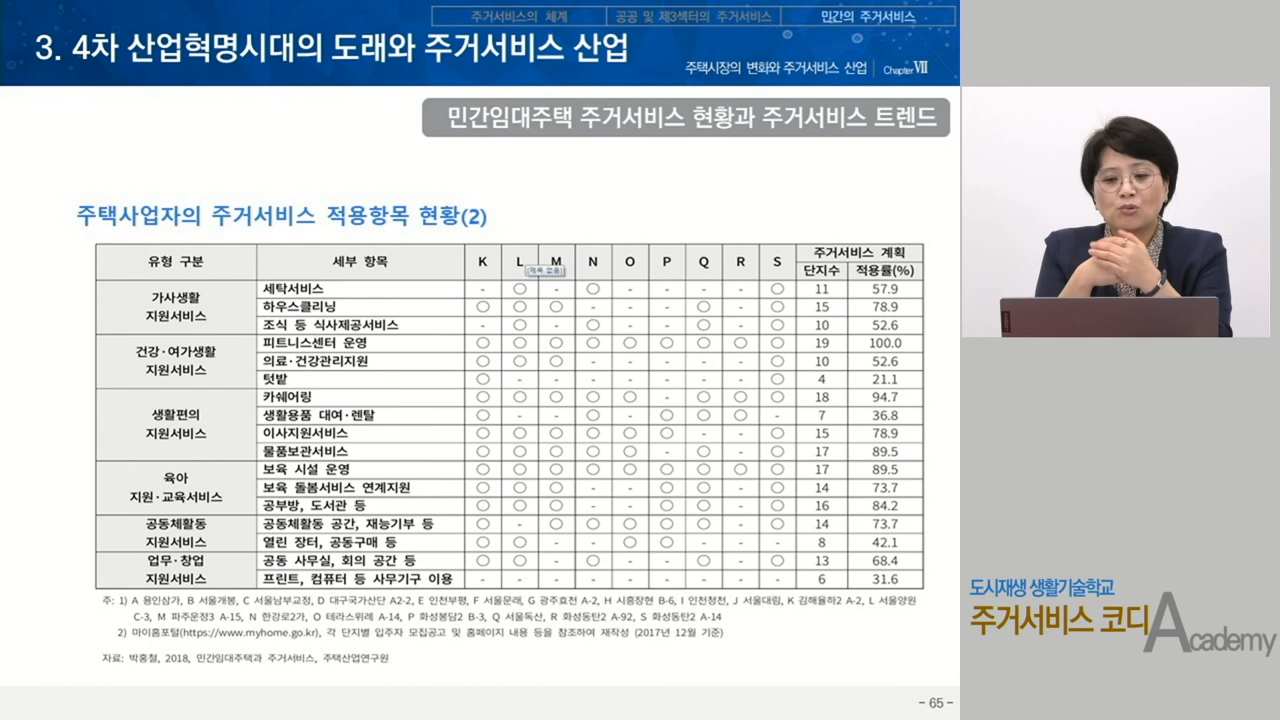 주거서비스의 체계 공공 및 제3섹터의 주거서비스 민간의 주거서비스
3. 4차 산업혁명시대의 도래와 주거서비스 산업
주택시장의 변화와 주거서비스 산업 Chapter Ⅶ
민간임대주택 주거서비스 현황과 주거서비스 트렌드
주택사업자의 주거서비스 적용항목 현황(2)
유형 구분 세부 항목 K L M N O P Q R S 주거서비스 계획
단지수 적용률(%)
[제목 없음]
가사생활 지원서비스
세탁서비스 - ○ - ○ - - - - ○ 11 57.9
하우스클리닝 ○ ○ ○ - - - ○ - ○ 15 78.9
조식 등 식사제공서비스 - ○ - ○ - - ○ - ○ 10 52.6
건강·여가생활 지원서비스
피트니스센터 운영 ○ ○ ○ ○ ○ ○ ○ ○ ○ 19 100.0
의료·건강관리지원 ○ ○ ○ - - - - - ○ 10 52.6
텃밭 ○ - - - - - - - ○ 4 21.1
생활편의 지원서비스
카쉐어링 ○ ○ ○ ○ ○ - ○ ○ ○ 18 94.7
생활용품 대여·렌탈 ○ - - ○ - ○ ○ ○ - 7 36.8
이사지원서비스 ○ ○ ○ ○ ○ ○ - - ○ 15 78.9
물품보관서비스 ○ ○ ○ ○ ○ - ○ - ○ 17 89.5
육아 지원·교육서비스
보육 시설 운영 ○ ○ ○ ○ ○ ○ ○ ○ ○ 17 89.5
보육 돌봄서비스 연계지원 ○ ○ ○ - - ○ ○ - ○ 14 73.7
공부방, 도서관 등 ○ ○ ○ - - ○ ○ - ○ 16 84.2
공동체활동 지원서비스
공동체활동 공간, 재능기부 등 ○ - ○ ○ ○ ○ ○ - ○ 14 73.7
열린 장터, 공동구매 등 ○ ○ - - ○ ○ - - - 8 42.1
업무·창업 지원서비스
공동 사무실, 회의 공간 등 ○ ○ - ○ - - ○ - ○ 13 68.4
프린트, 컴퓨터 등 사무기구 이용 - - - - - - - - - 6 31.6
주: 1) A 용인삼가, B 서울개봉, C 서울남부교정, D 대구국가산단 A2-2, E 인천부평, F 서울문래, G 광주효천 A-2, H 시흥장현 B-6, I 인천청천, J 서울대림, K 김해율하2 A-2, L 서울양원
C-3, M 파주운정3 A-15, N 한강로2가, O 테라스위례 A-14, P 화성봉담2 B-3, Q 서울독산, R 화성동탄2 A-92, S 화성동탄2 A-14
2) 마이홈포털(https://www.myhome.go.kr), 각 단지별 입주자 모집공고 및 홈페이지 내용 등을 참조하여 재작성 (2017년 12월 기준)
자료: 박홍철, 2018, 민간임대주택과 주거서비스, 주택산업연구원
- 65 -
도시재생 생활기술학교
주거서비스 코디 Academy